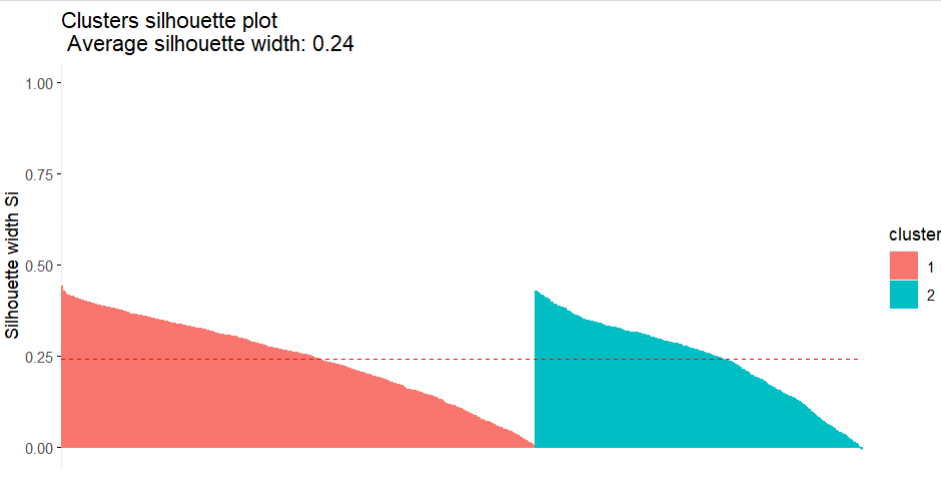 Clusters silhouette plot
Average silhouette width: 0.24
1.00
0.75
0.50
0.25
0.00
Silhouette width Si
cluster
1
2